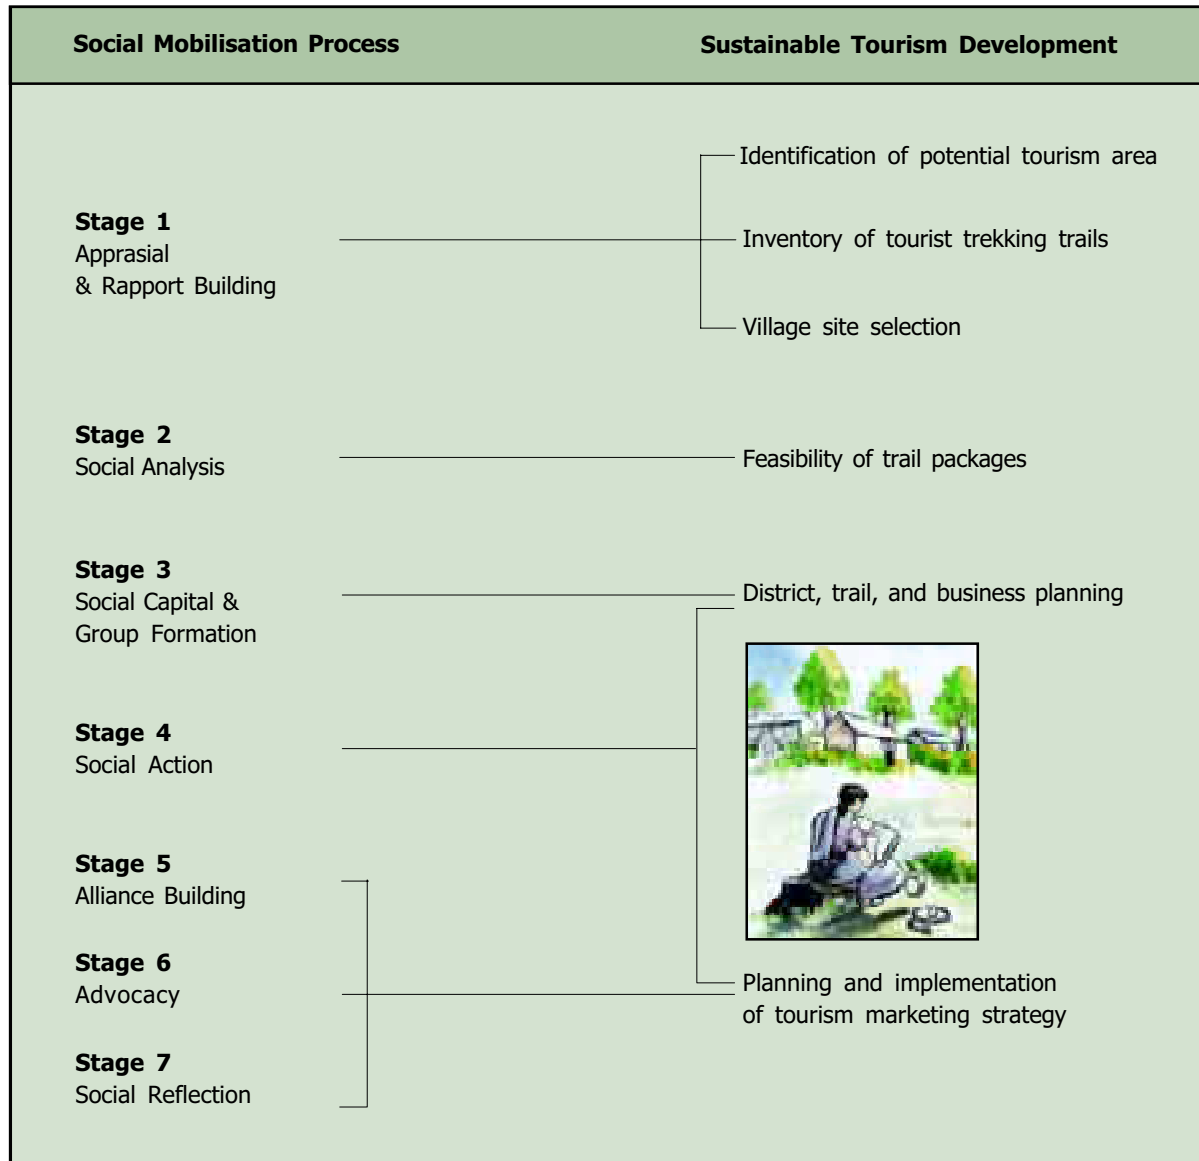 Social Mobilisation Process
Sustainable Tourism Development
Stage 1
Apprasial
& Rapport Building
Identification of potential tourism area
Inventory of tourist trekking trails
Village site selection
Stage 2
Social Analysis
Feasibility of trail packages
Stage 3
Social Capital &
Group Formation
District, trail, and business planning
Stage 4
Social Action
Stage 5
Alliance Building
Stage 6
Advocacy
Planning and implementation
of tourism marketing strategy
Stage 7
Social Reflection